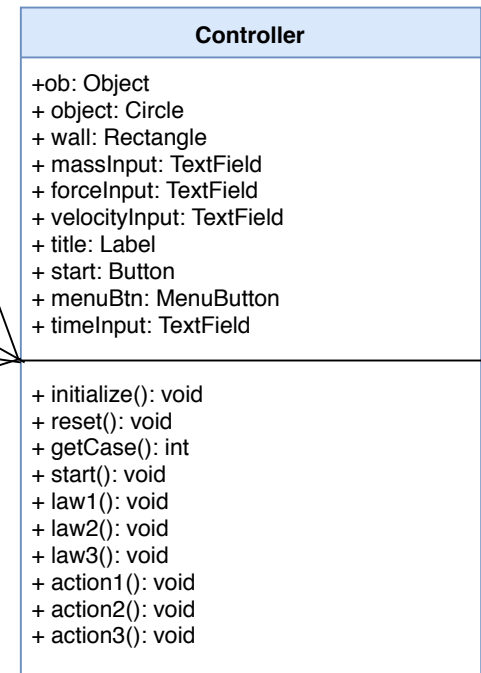 Controller
+ob: Object
+ object: Circle
+ wall: Rectangle
+ massInput: TextField
+ forceInput: TextField
+ velocityInput: TextField
+ title: Label
+ start: Button
+ menuBtn: MenuButton
+ timeInput: TextField
+ initialize(): void
+ reset(): void
+ getCase(): int
+ start(): void
+ law1(): void
+ law2(): void
+ law3(): void
+ action1(): void
+ action2(): void
+ action3(): void